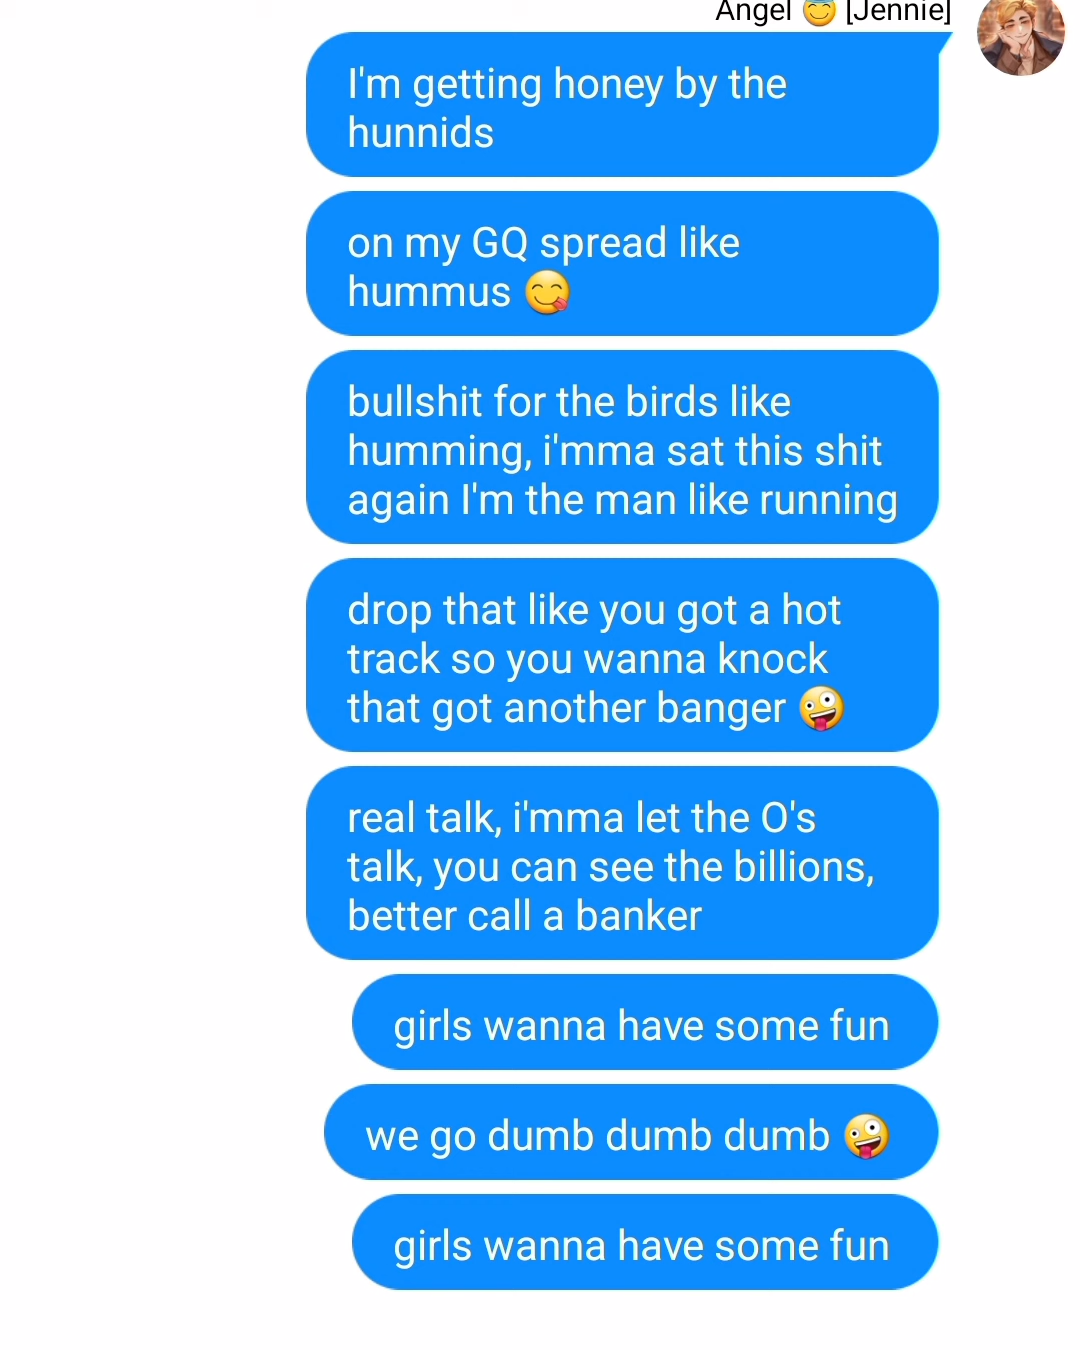 Angel 😇 [Jennie]
I'm getting honey by the
hunnids
on my GQ spread like
hummus 😋
bullshit for the birds like
humming, i'mma sat this shit
again I'm the man like running
drop that like you got a hot
track so you wanna knock
that got another banger 🤪
real talk, i'mma let the O's
talk, you can see the billions,
better call a banker
girls wanna have some fun
we go dumb dumb dumb 🤪
girls wanna have some fun